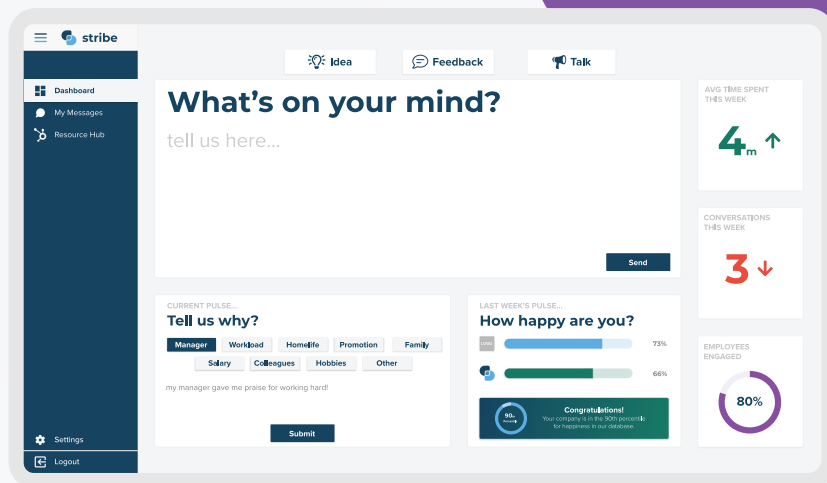 stribe
Dashboard
My Messages
Resource Hub
Settings
Logout
Idea
Feedback
Talk
What's on your mind?
tell us here...
Send
CURRENT PULSE...
Tell us why?
Manager
Workload
Homelife
Promotion
Family
Salary
Colleagues
Hobbies
Other
my manager gave me praise for working hard!
Submit
LAST WEEK'S PULSE...
How happy are you?
LOGO
73%
66%
90th
Congratulations!
Your company is in the 90th percentile
for happiness in our database.
AVG TIME SPENT
THIS WEEK
4m
CONVERSATIONS
THIS WEEK
3
EMPLOYEES
ENGAGED
80%